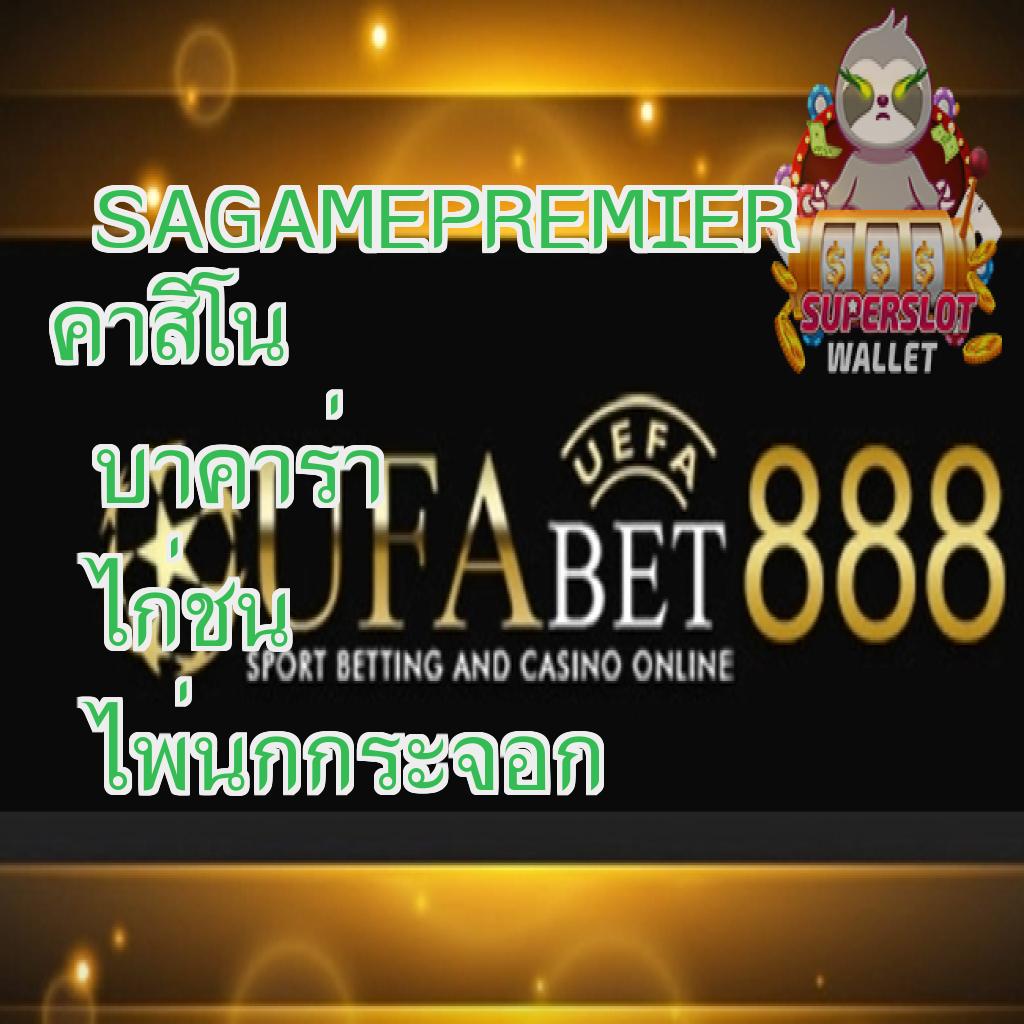 SAGAMEPREMIER
คาสิโน
SUPERSLOT
WALLET
บาคาร่า
UEFA
UFABET888
ไก่ชน
SPORT BETTING AND CASINO ONLINE
ไพ่นกกระจอก